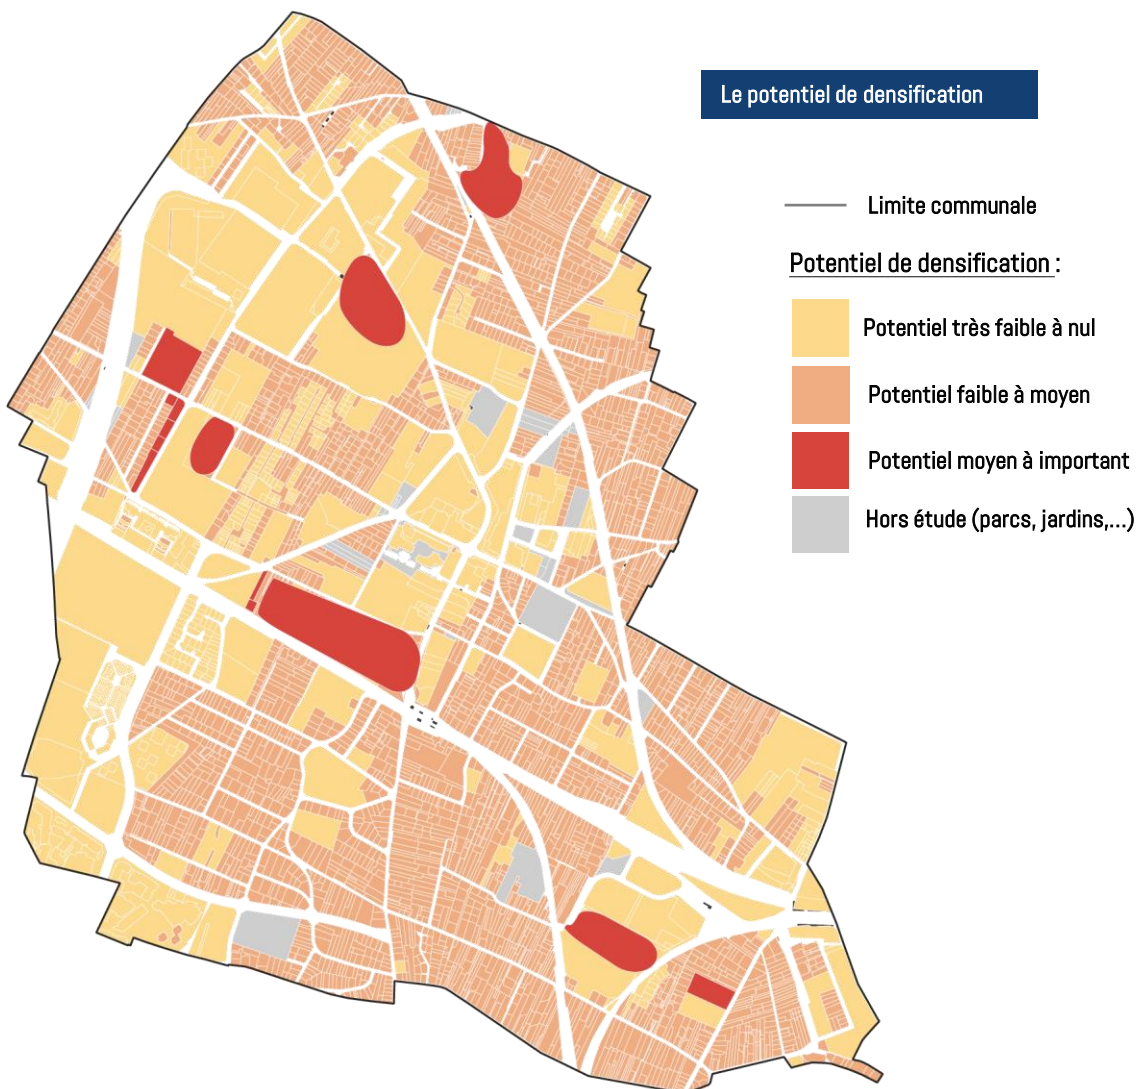 Le potentiel de densification
Limite communale
Potentiel de densification :
Potentiel très faible à nul
Potentiel faible à moyen
Potentiel moyen à important
Hors étude (parcs, jardins,...)